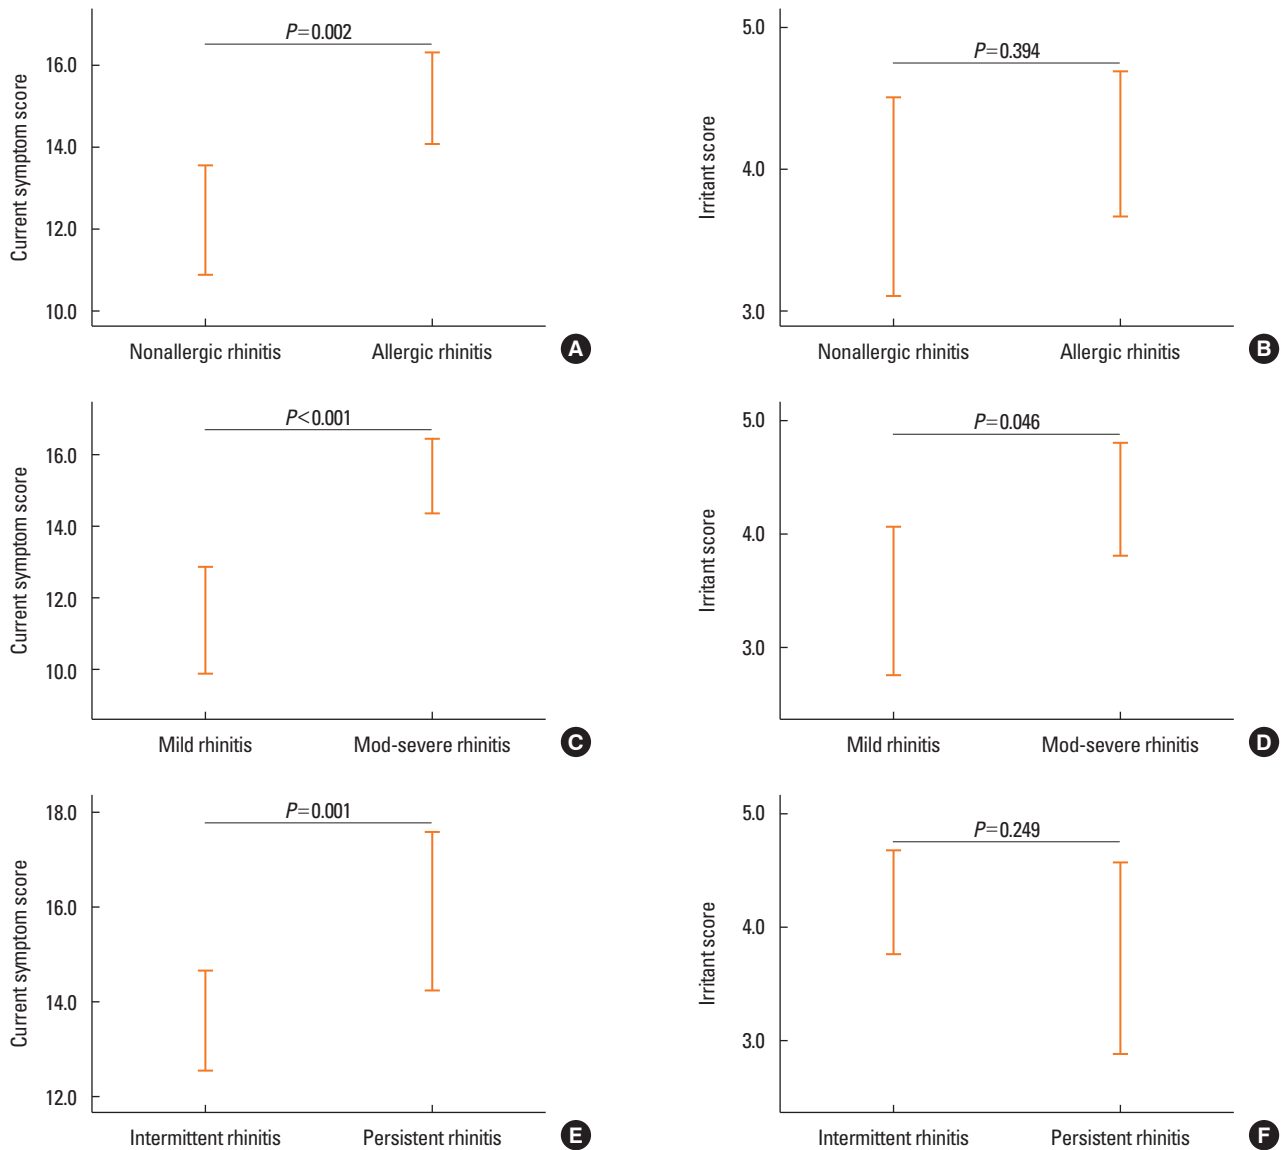 P=0.002
16.0
14.0
12.0
10.0
Current symptom score
Nonallergic rhinitis
Allergic rhinitis
A
P=0.394
5.0
4.0
3.0
Irritant score
Nonallergic rhinitis
Allergic rhinitis
B
P<0.001
16.0
14.0
12.0
10.0
Current symptom score
Mild rhinitis
Mod-severe rhinitis
C
P=0.046
5.0
4.0
3.0
Irritant score
Mild rhinitis
Mod-severe rhinitis
D
P=0.001
18.0
16.0
14.0
12.0
Current symptom score
Intermittent rhinitis
Persistent rhinitis
E
P=0.249
5.0
4.0
3.0
Irritant score
Intermittent rhinitis
Persistent rhinitis
F